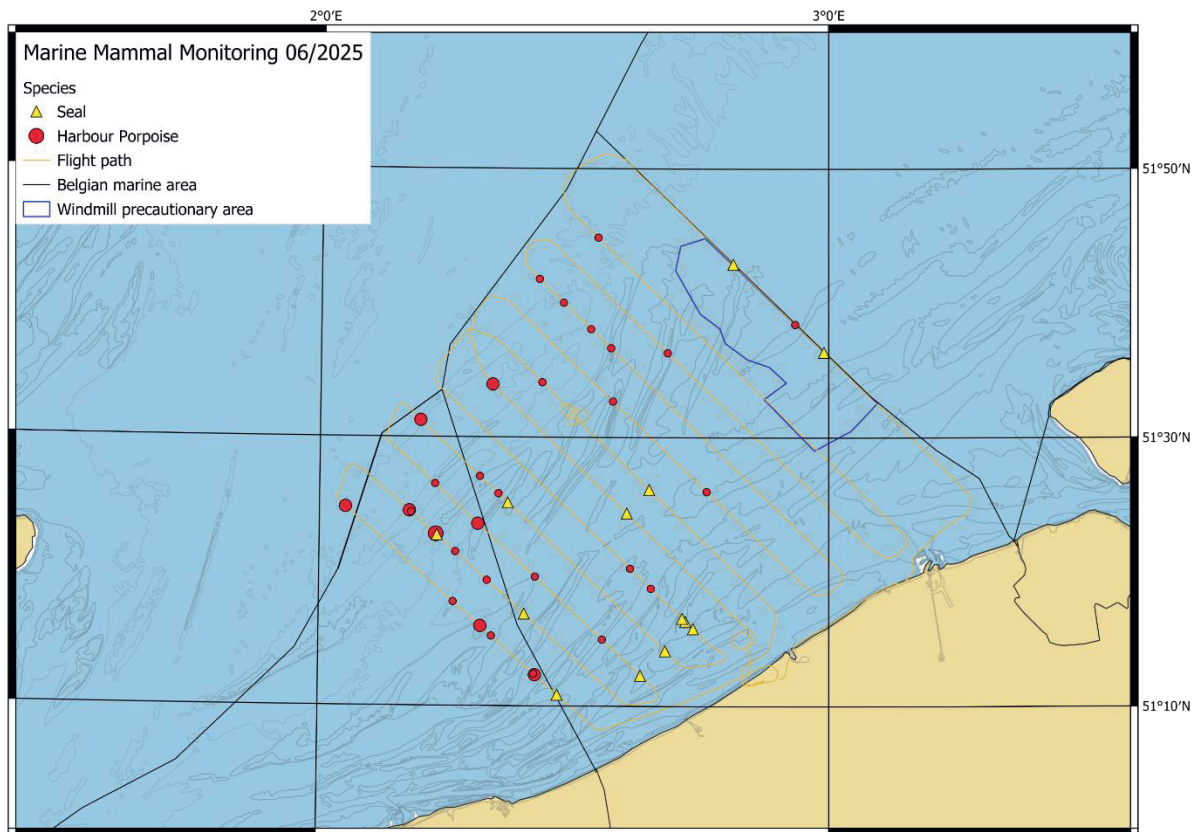 2°0'E
3°0'E
Marine Mammal Monitoring 06/2025
Species
Seal
Harbour Porpoise
Flight path
Belgian marine area
Windmill precautionary area
51°50'N
51°30'N
51°10'N